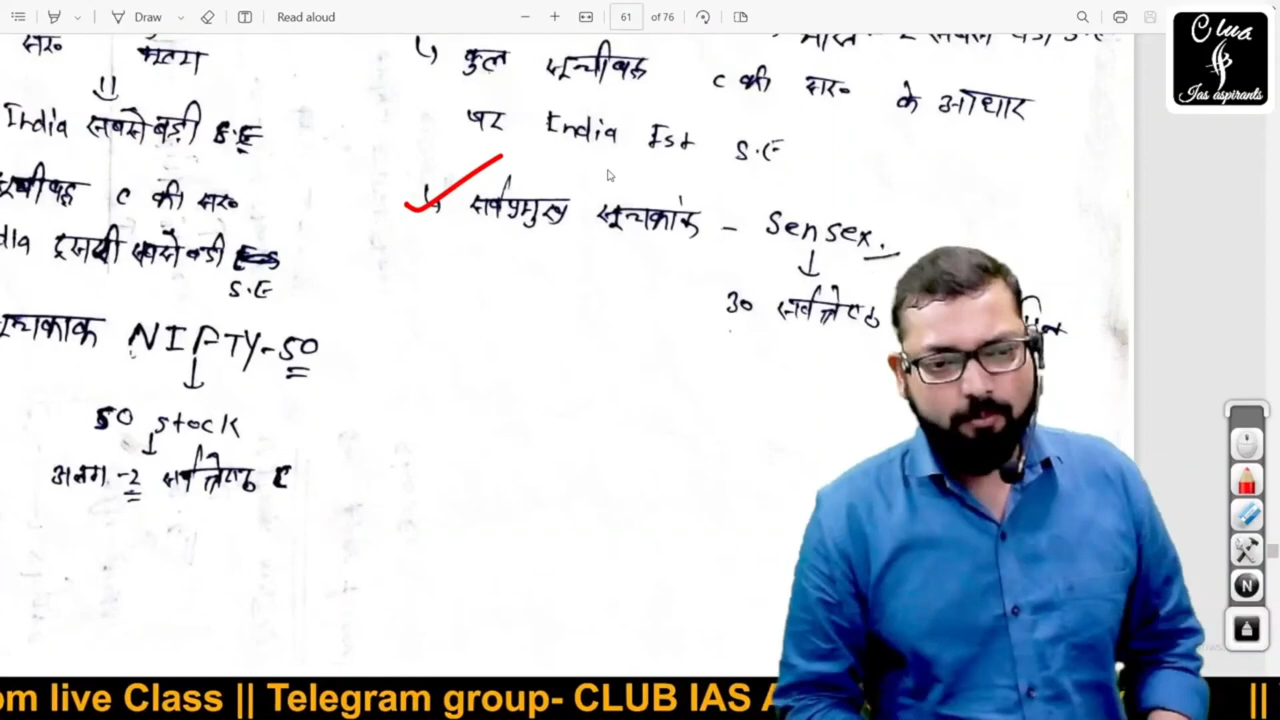 Draw
Read aloud
61 of 76
Club
Ias aspirants
सं०
India सबसे बड़ी S.E
c की सं०
दूसरी सबसे बड़ी
S.E
NIFTY-50
50 stock
अलग-2 सर्वश्रेष्ठ C
कुल सूचीबद्ध c की सं० के आधार
पर India Ist S.E
सर्वप्रमुख सूचकांक - Sensex.
30 सर्वश्रेष्ठ
om live Class || Telegram group- CLUB IAS A
||
N